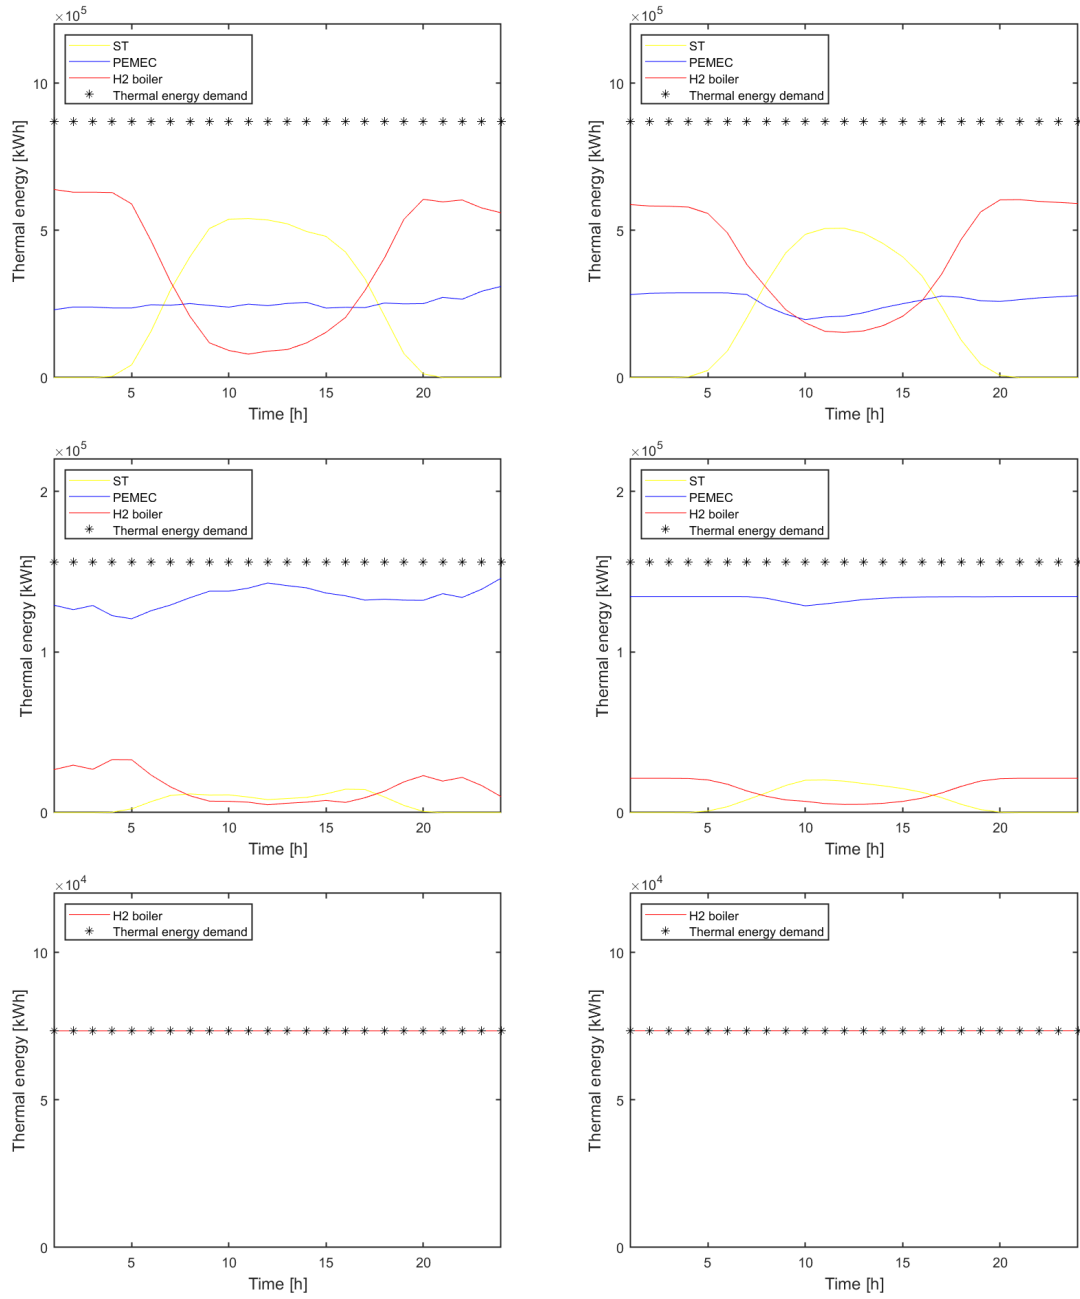 ×10^5
ST
PEMEC
H2 boiler
Thermal energy demand
10
5
0
5
10
15
20
Thermal energy [kWh]
Time [h]
×10^5
ST
PEMEC
H2 boiler
Thermal energy demand
10
5
0
5
10
15
20
Thermal energy [kWh]
Time [h]
×10^5
ST
PEMEC
H2 boiler
Thermal energy demand
2
1
0
5
10
15
20
Thermal energy [kWh]
Time [h]
×10^5
ST
PEMEC
H2 boiler
Thermal energy demand
2
1
0
5
10
15
20
Thermal energy [kWh]
Time [h]
×10^4
H2 boiler
Thermal energy demand
10
5
0
5
10
15
20
Thermal energy [kWh]
Time [h]
×10^4
H2 boiler
Thermal energy demand
10
5
0
5
10
15
20
Thermal energy [kWh]
Time [h]